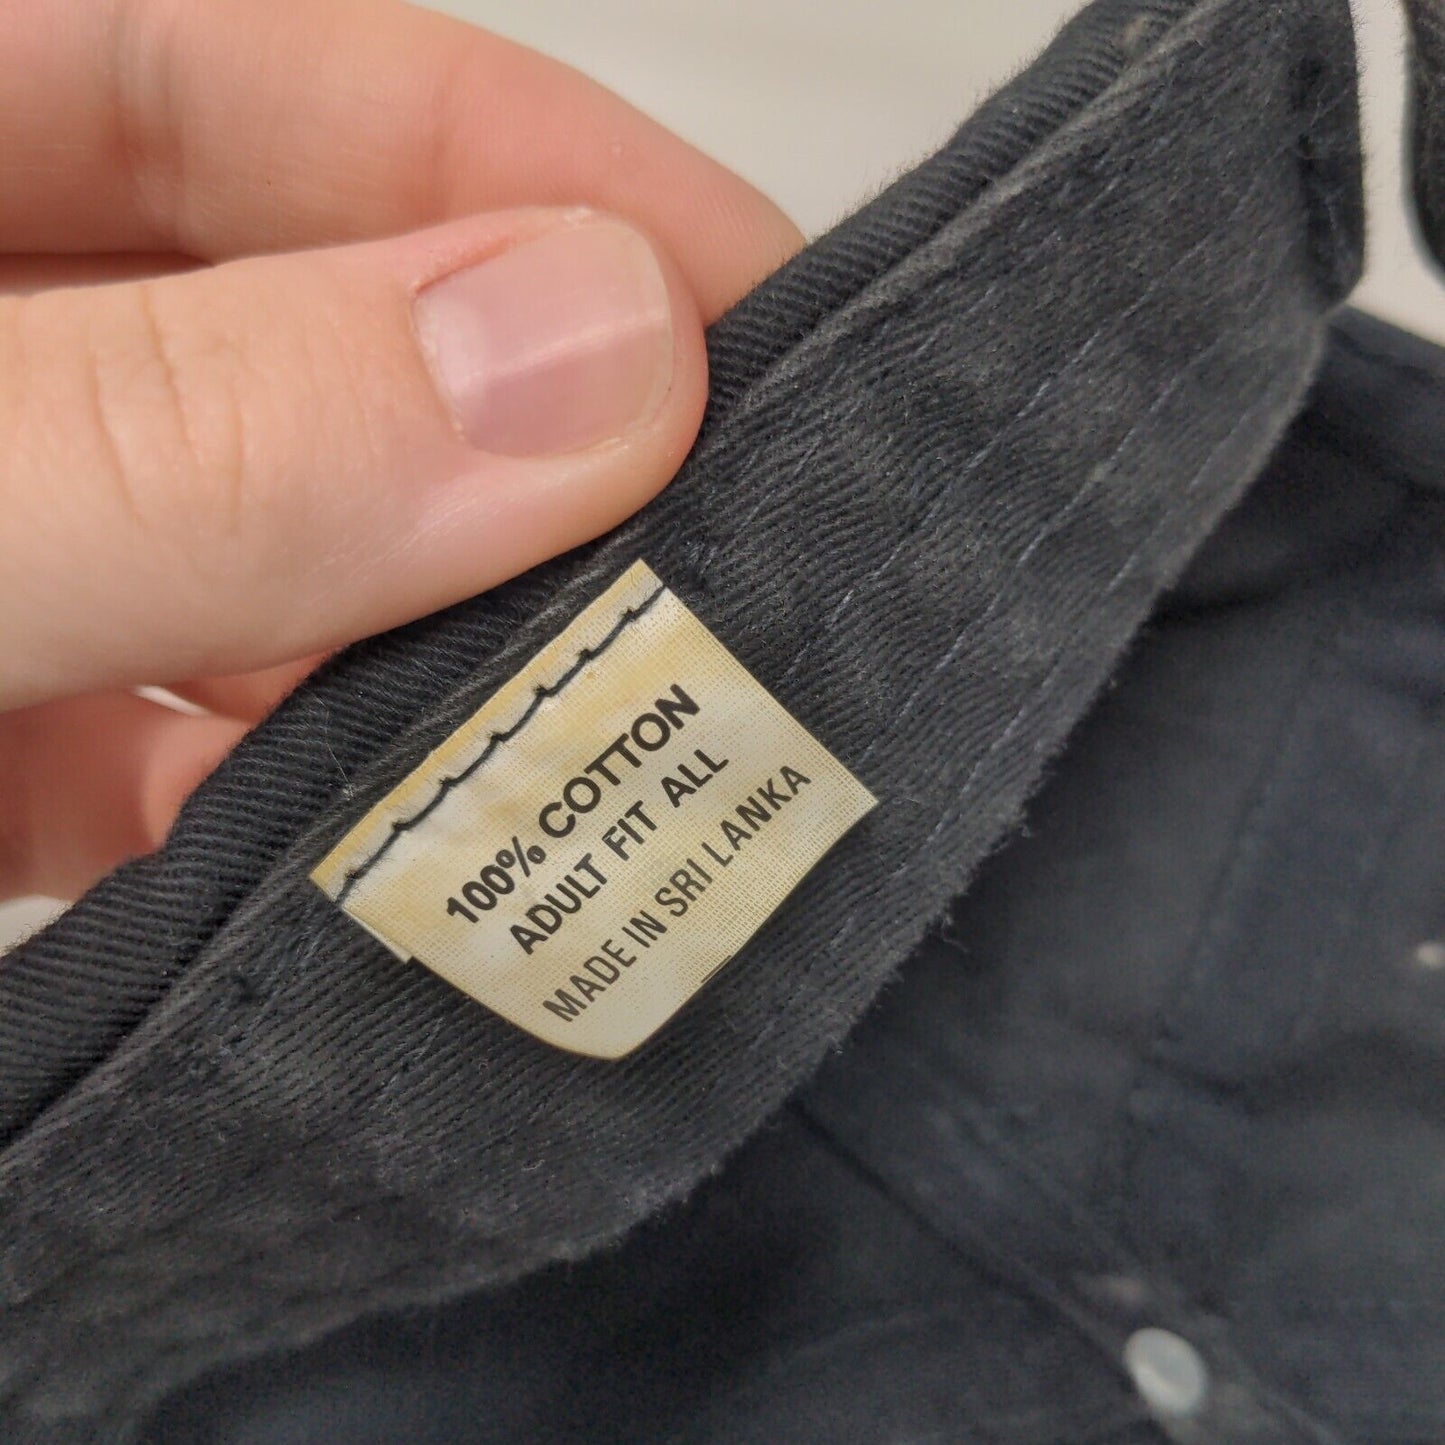 100% COTTON
ADULT FIT ALL
MADE IN SRI LANKA